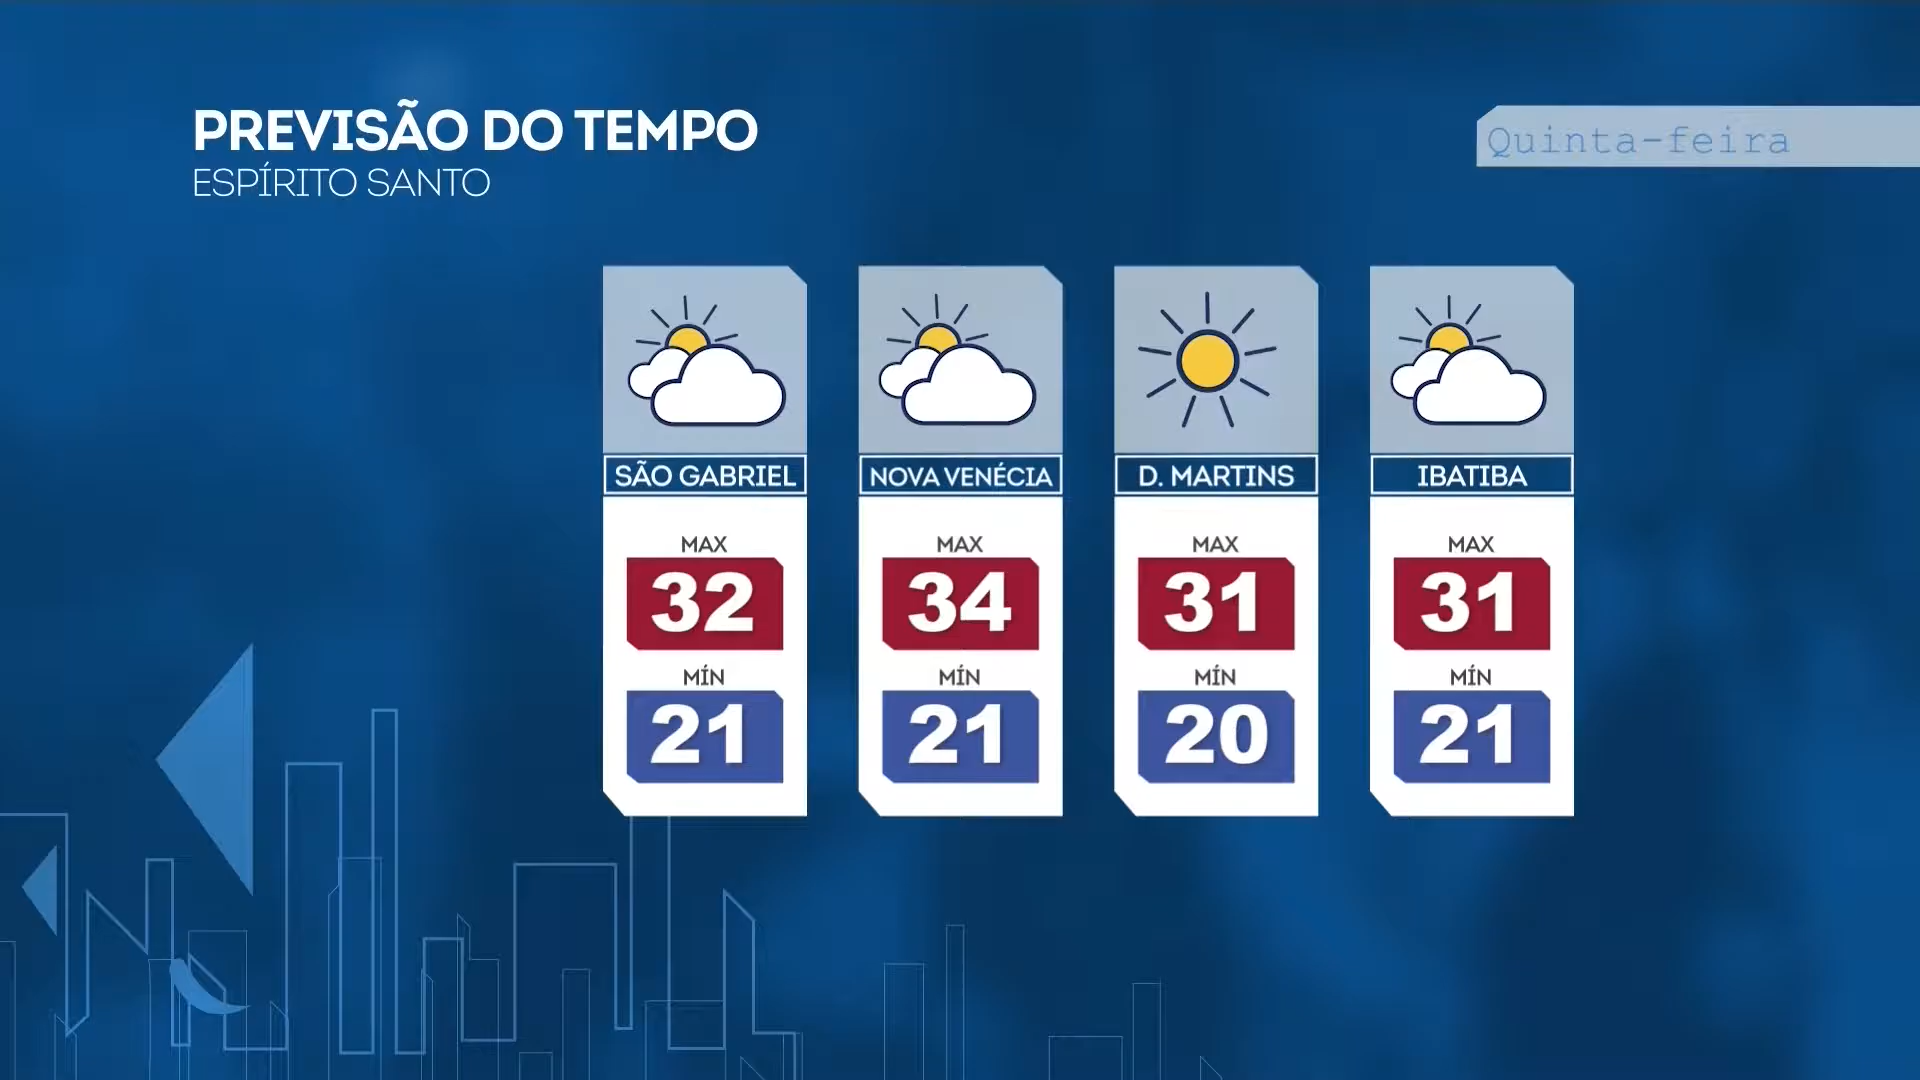 PREVISÃO DO TEMPO
ESPÍRITO SANTO
Quinta-feira
SÃO GABRIEL
MAX
32
MÍN
21
NOVA VENÉCIA
MAX
34
MÍN
21
D. MARTINS
MAX
31
MÍN
20
IBATIBA
MAX
31
MÍN
21